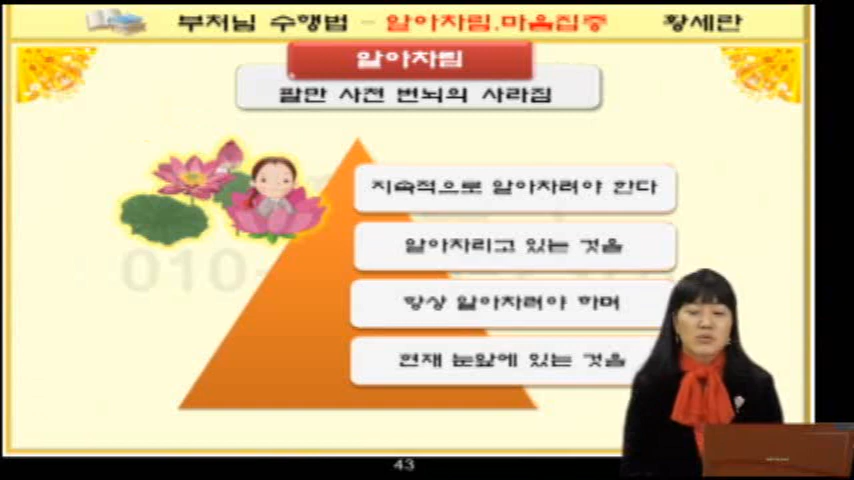 부처님 수행법 - 알아차림.마음집중 황세란
알아차림
팔만 사천 번뇌의 사라짐
지속적으로 알아차려야 한다
알아차리고 있는 것을
항상 알아차려야 하며
현재 눈앞에 있는 것을
010-
43